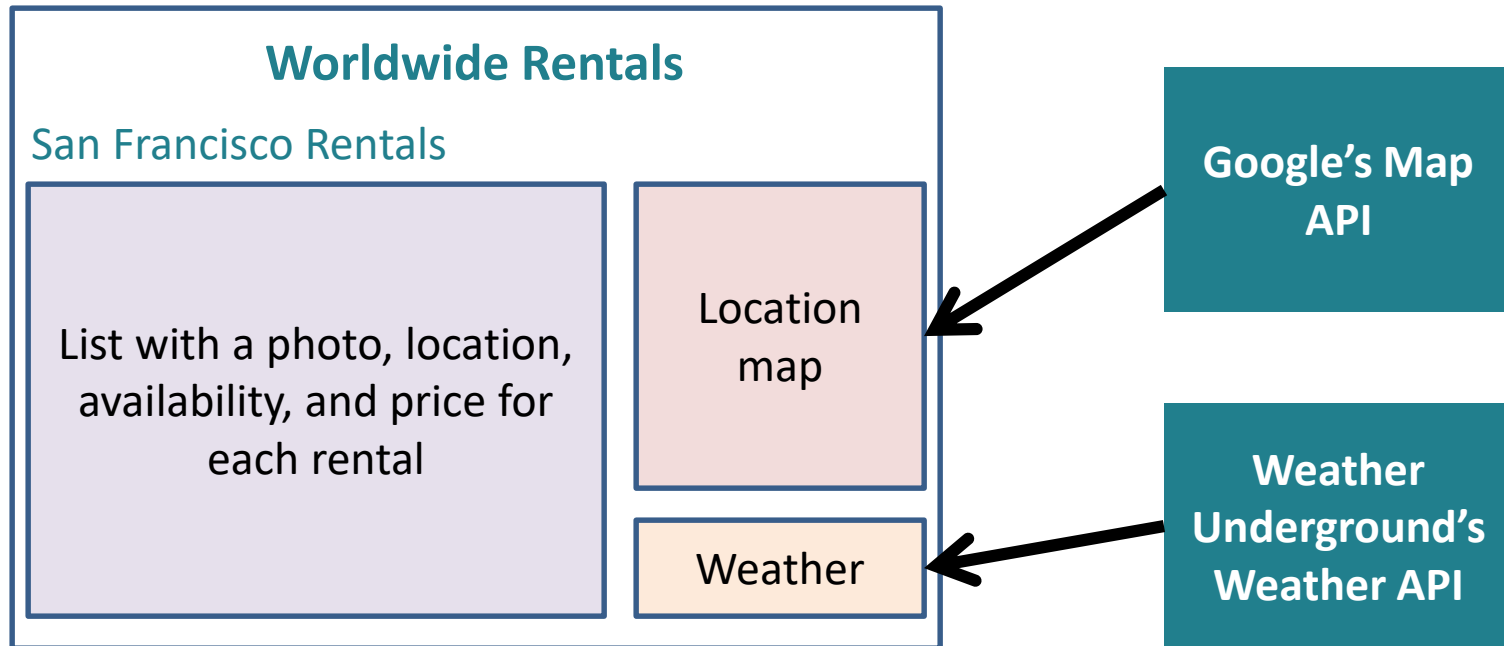 Worldwide Rentals
San Francisco Rentals
List with a photo, location,
availability, and price for
each rental
Location
map
Weather
Google’s Map
API
Weather
Underground’s
Weather API